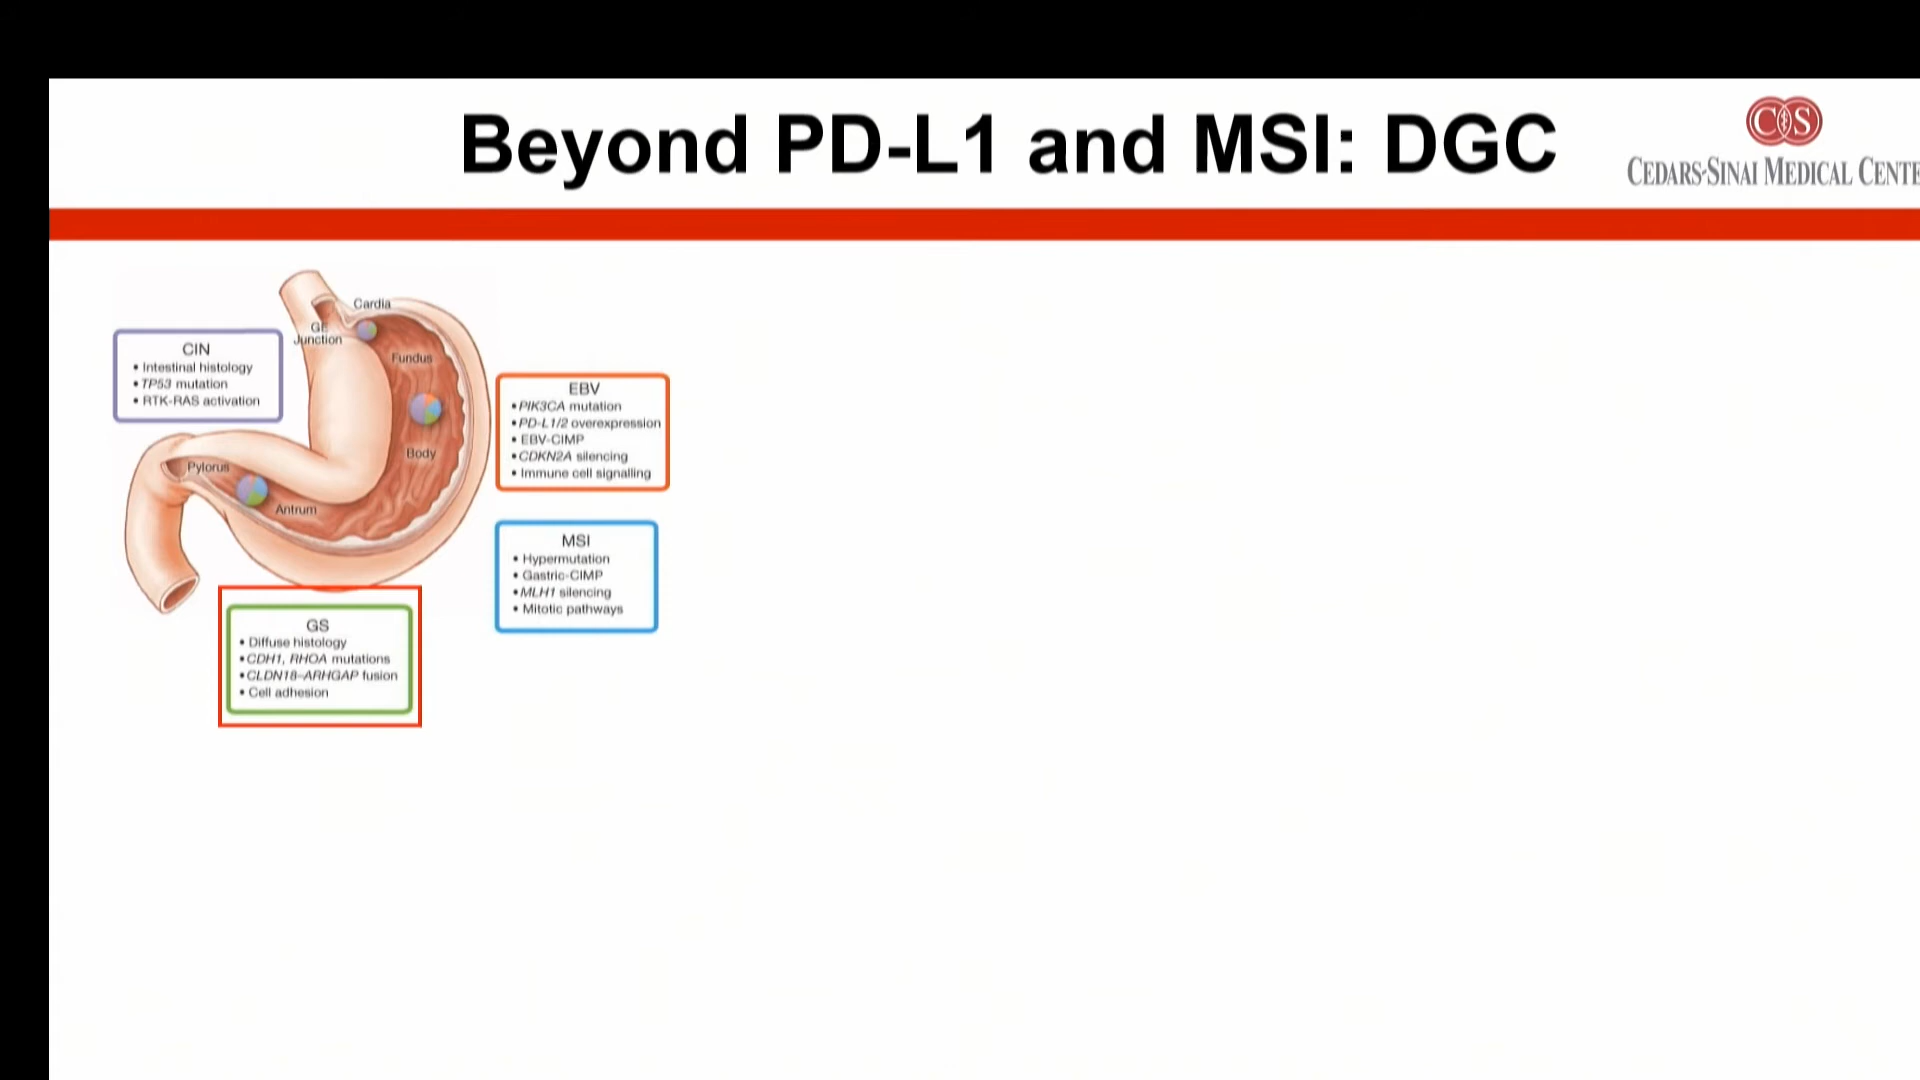 Beyond PD-L1 and MSI: DGC
CS
CEDARS-SINAI MEDICAL CENTE
Cardia
GE
Junction
Fundus
Body
Pylorus
Antrum
CIN
• Intestinal histology
• TP53 mutation
• RTK-RAS activation
EBV
• PIK3CA mutation
• PD-L1/2 overexpression
• EBV-CIMP
• CDKN2A silencing
• Immune cell signalling
MSI
• Hypermutation
• Gastric-CIMP
• MLH1 silencing
• Mitotic pathways
GS
• Diffuse histology
• CDH1, RHOA mutations
• CLDN18–ARHGAP fusion
• Cell adhesion